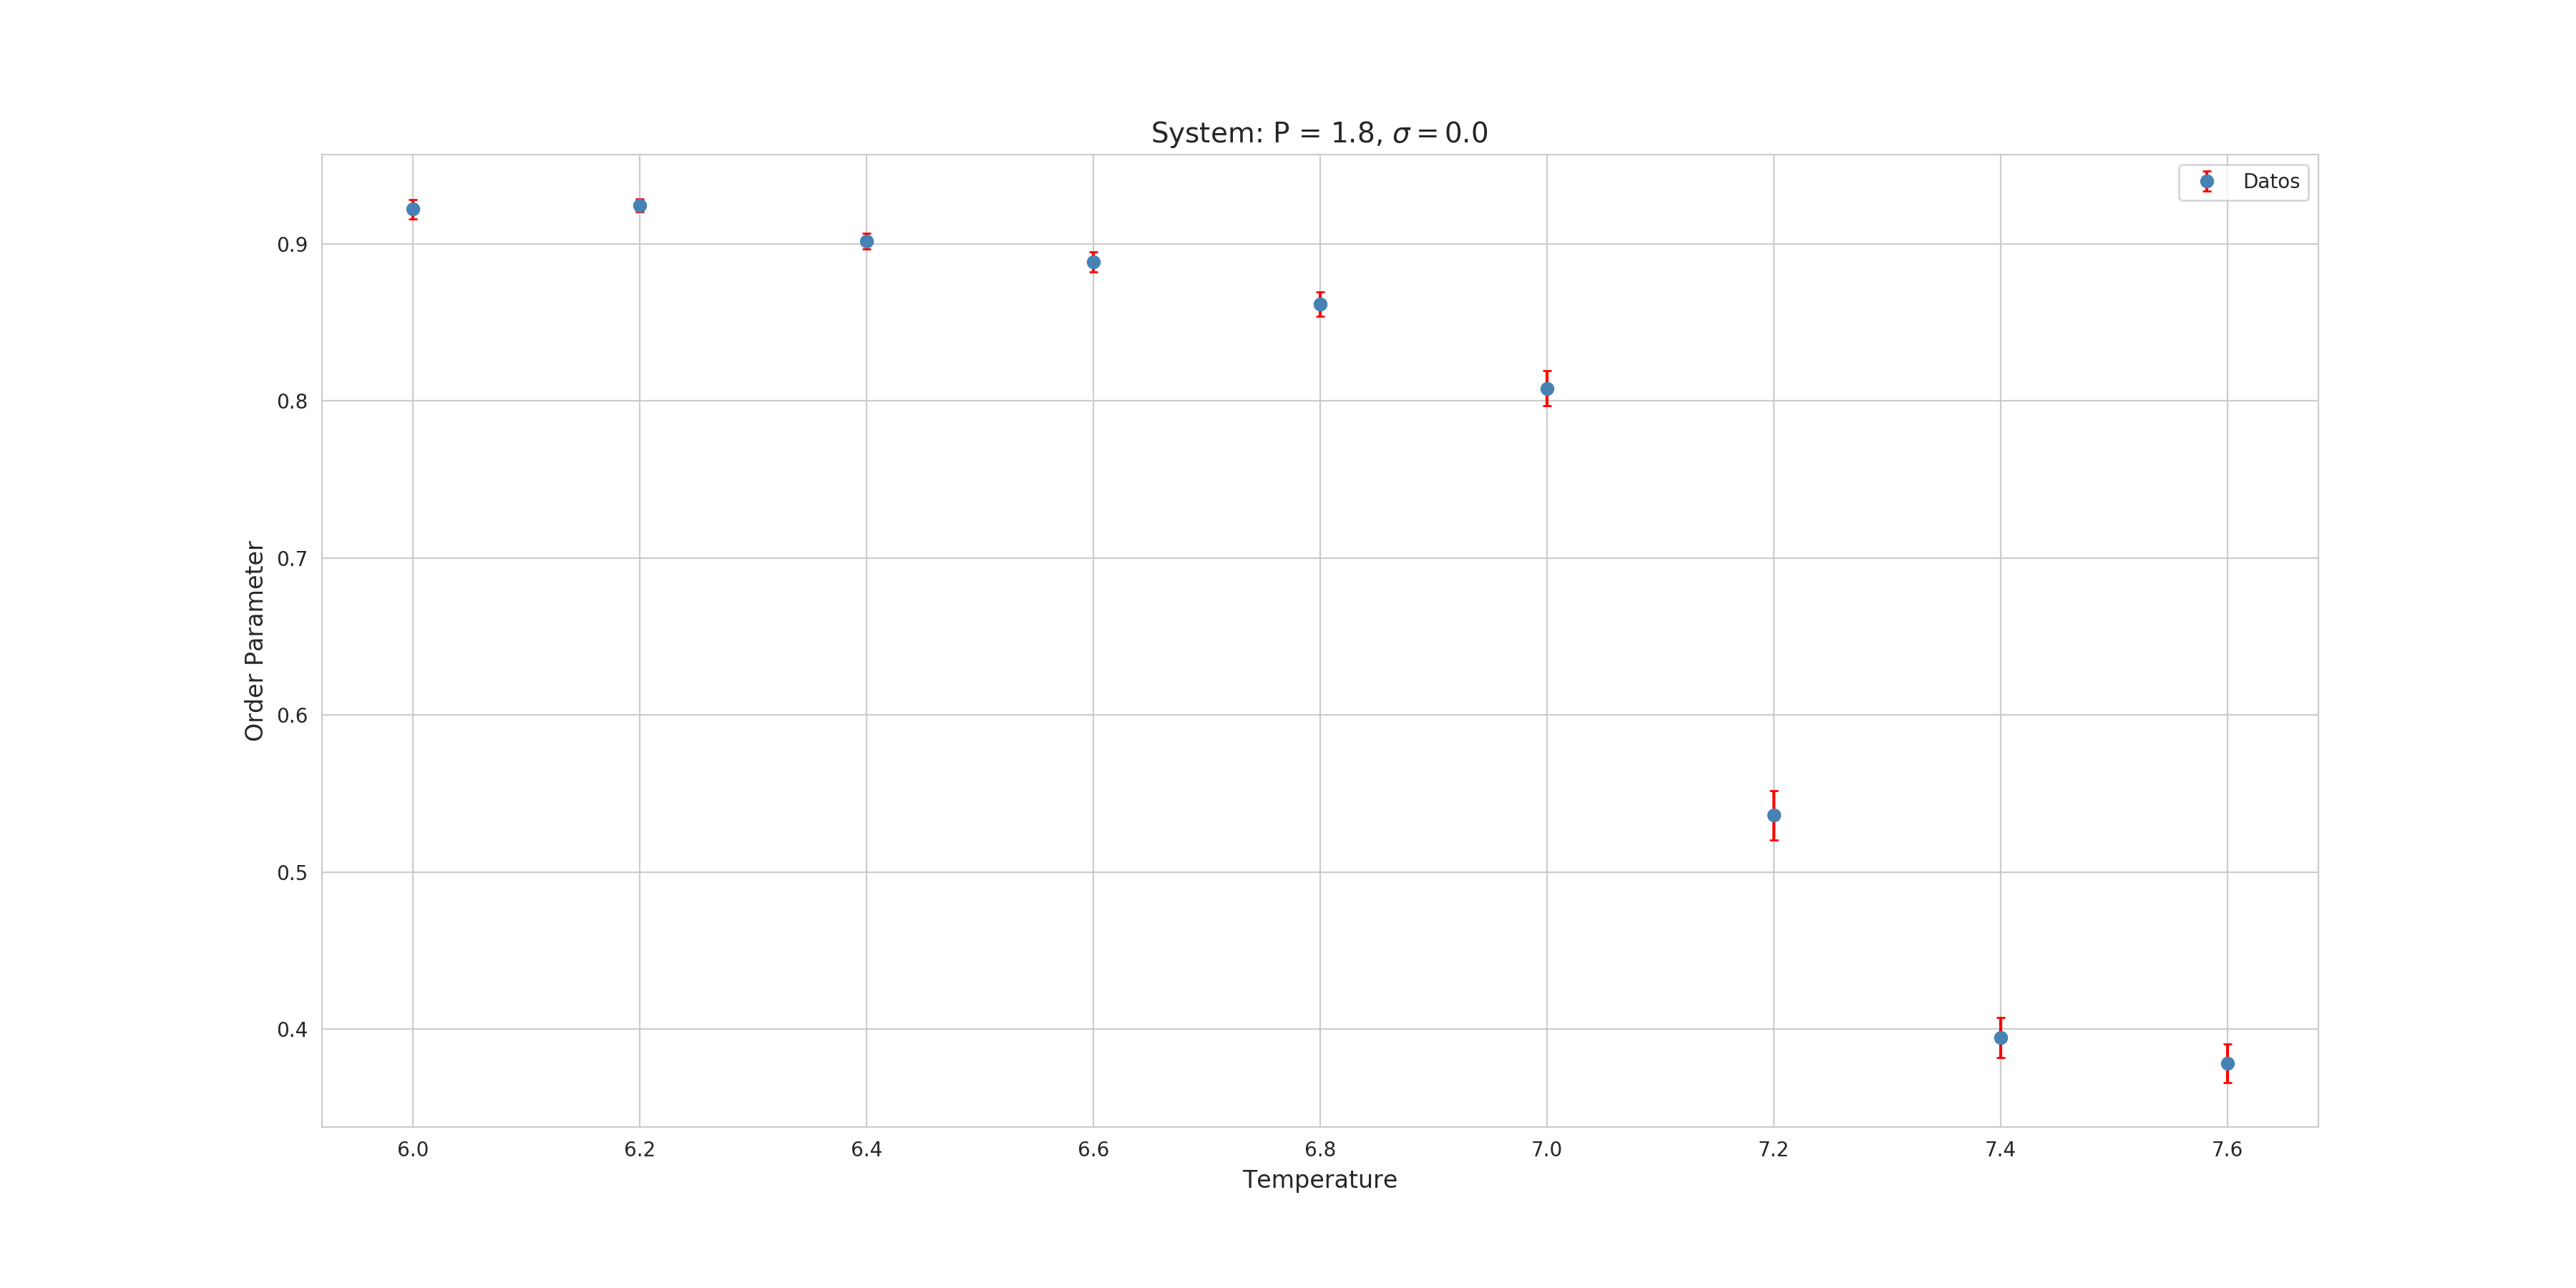 System: P = 1.8, σ = 0.0
Datos
0.9
0.8
0.7
0.6
0.5
0.4
Order Parameter
6.0 6.2 6.4 6.6 6.8 7.0 7.2 7.4 7.6
Temperature